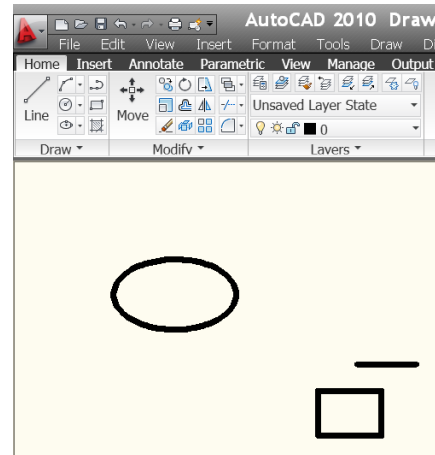 AutoCAD 2010 Draw
File Edit View Insert Format Tools Draw D
Home Insert Annotate Parametric View Manage Output
Line Move Unsaved Layer State
0
Draw Modify Layers